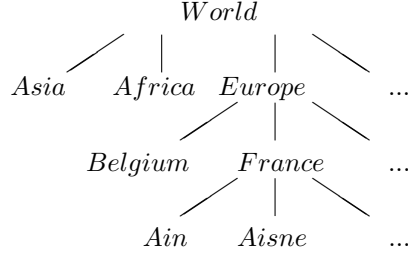 World
Asia Africa Europe ...
Belgium France ...
Ain Aisne ...